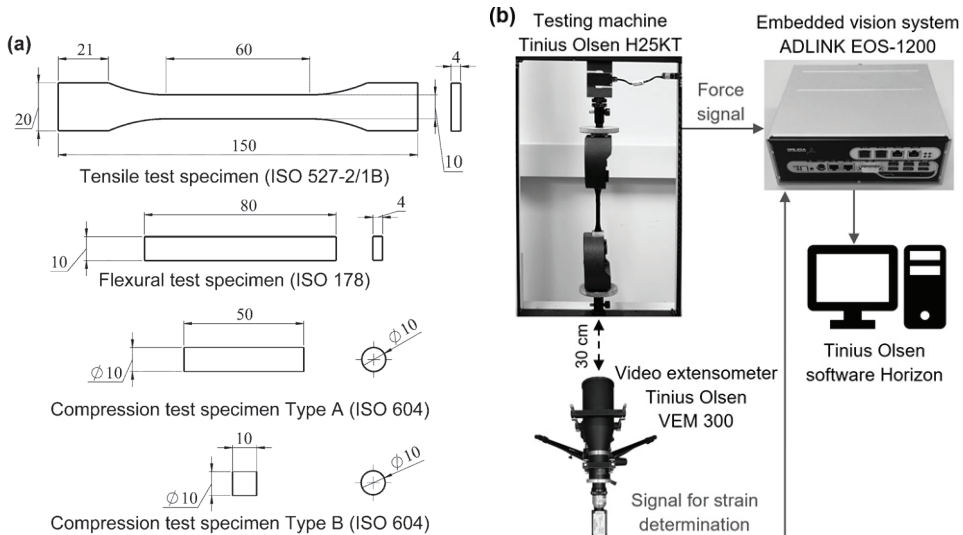 (a)
21
60
4
20
10
150
Tensile test specimen (ISO 527-2/1B)
80
4
10
Flexural test specimen (ISO 178)
50
∅10
∅10
Compression test specimen Type A (ISO 604)
10
∅10
∅10
Compression test specimen Type B (ISO 604)
(b)
Testing machine
Tinius Olsen H25KT
Embedded vision system
ADLINK EOS-1200
Force
signal
30 cm
Video extensometer
Tinius Olsen
VEM 300
Tinius Olsen
software Horizon
Signal for strain
determination